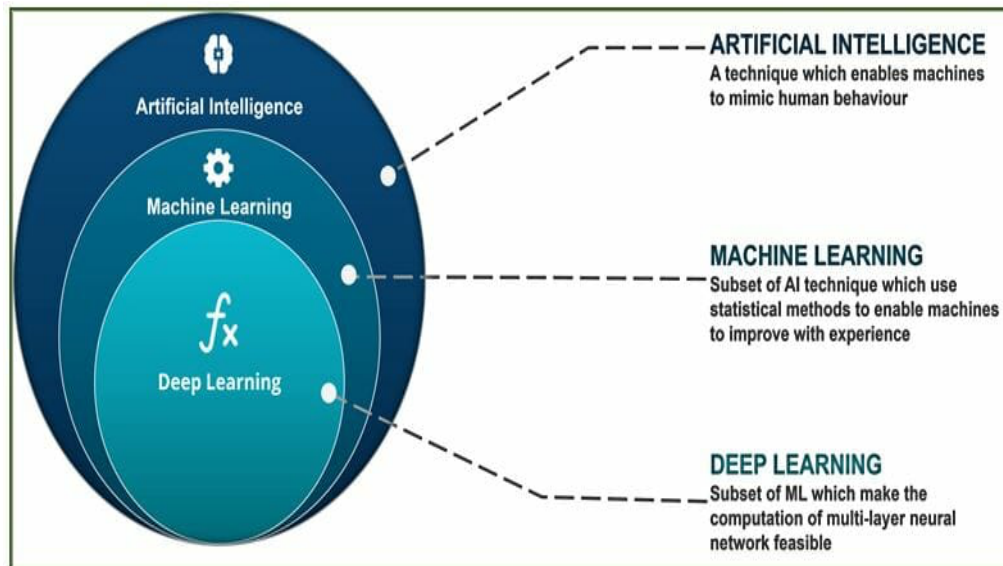 Artificial Intelligence
Machine Learning
fx
Deep Learning
ARTIFICIAL INTELLIGENCE
A technique which enables machines
to mimic human behaviour
MACHINE LEARNING
Subset of AI technique which use
statistical methods to enable machines
to improve with experience
DEEP LEARNING
Subset of ML which make the
computation of multi-layer neural
network feasible